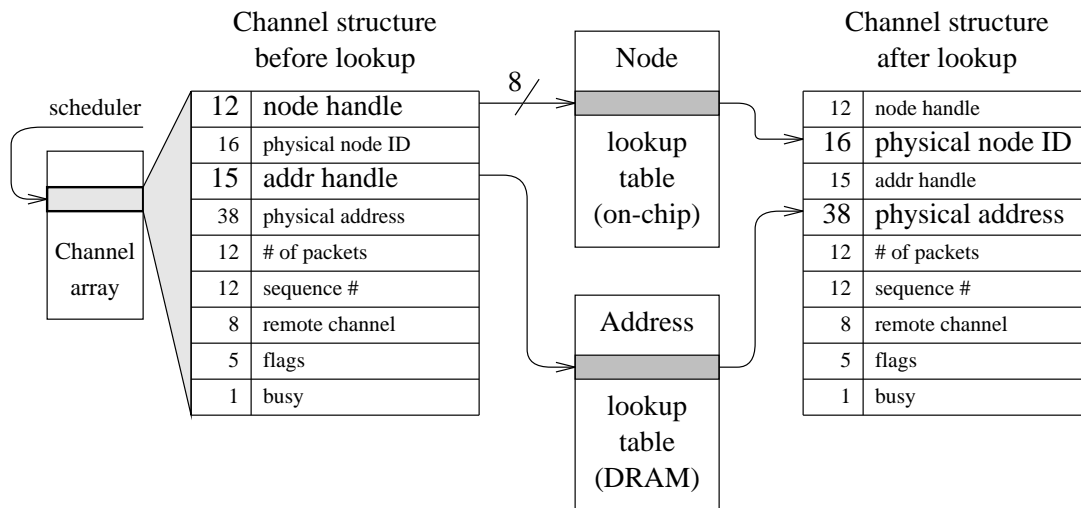 Channel structure
before lookup
Channel structure
after lookup
scheduler
Channel
array
12 node handle
16 physical node ID
15 addr handle
38 physical address
12 # of packets
12 sequence #
8 remote channel
5 flags
1 busy
8
Node
lookup
table
(on-chip)
Address
lookup
table
(DRAM)
12 node handle
16 physical node ID
15 addr handle
38 physical address
12 # of packets
12 sequence #
8 remote channel
5 flags
1 busy